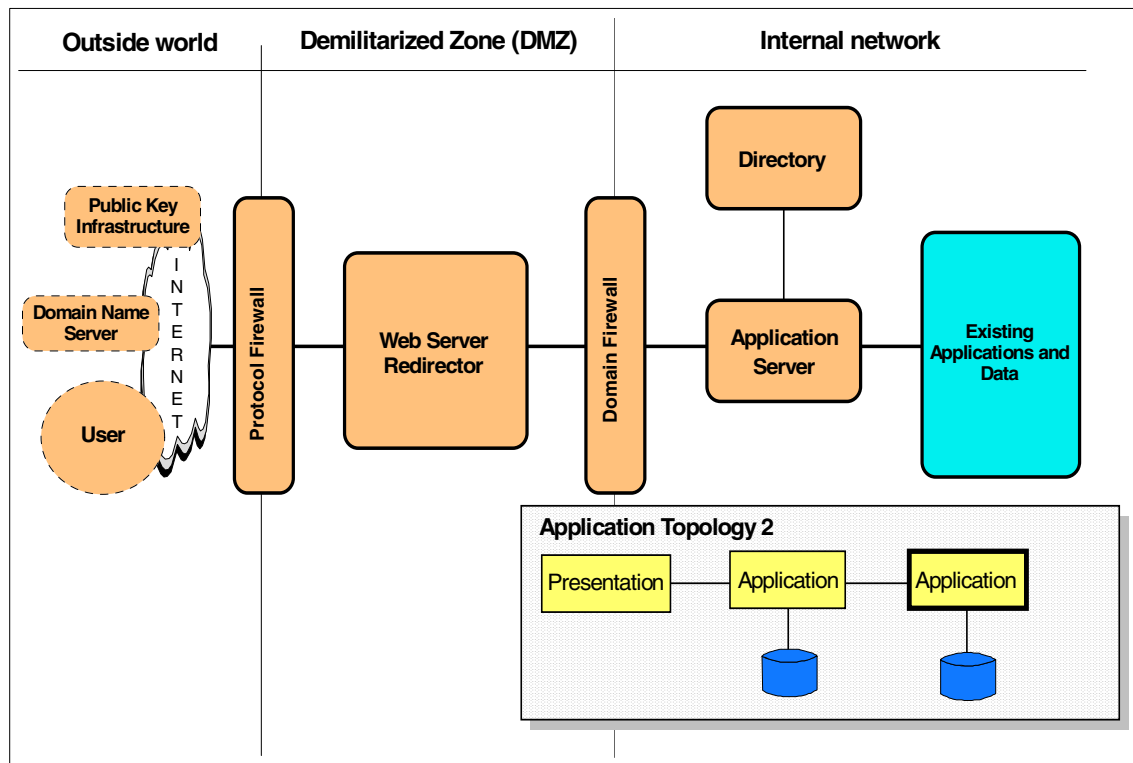 Outside world
Demilitarized Zone (DMZ)
Internal network
Public Key
Infrastructure
Domain Name
Server
User
INTERNET
Protocol Firewall
Web Server
Redirector
Domain Firewall
Directory
Application
Server
Existing
Applications and
Data
Application Topology 2
Presentation
Application
Application